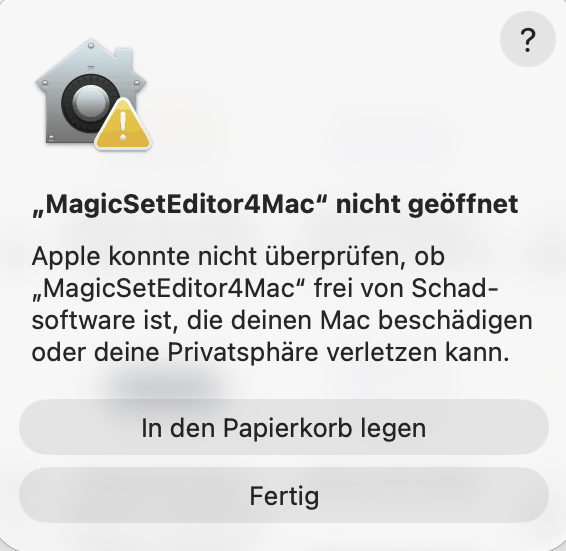 ?
„MagicSetEditor4Mac“ nicht geöffnet
Apple konnte nicht überprüfen, ob
„MagicSetEditor4Mac“ frei von Schad-
software ist, die deinen Mac beschädigen
oder deine Privatsphäre verletzen kann.
In den Papierkorb legen
Fertig